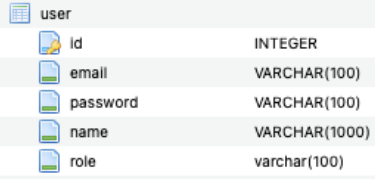 user
id INTEGER
email VARCHAR(100)
password VARCHAR(100)
name VARCHAR(1000)
role varchar(100)